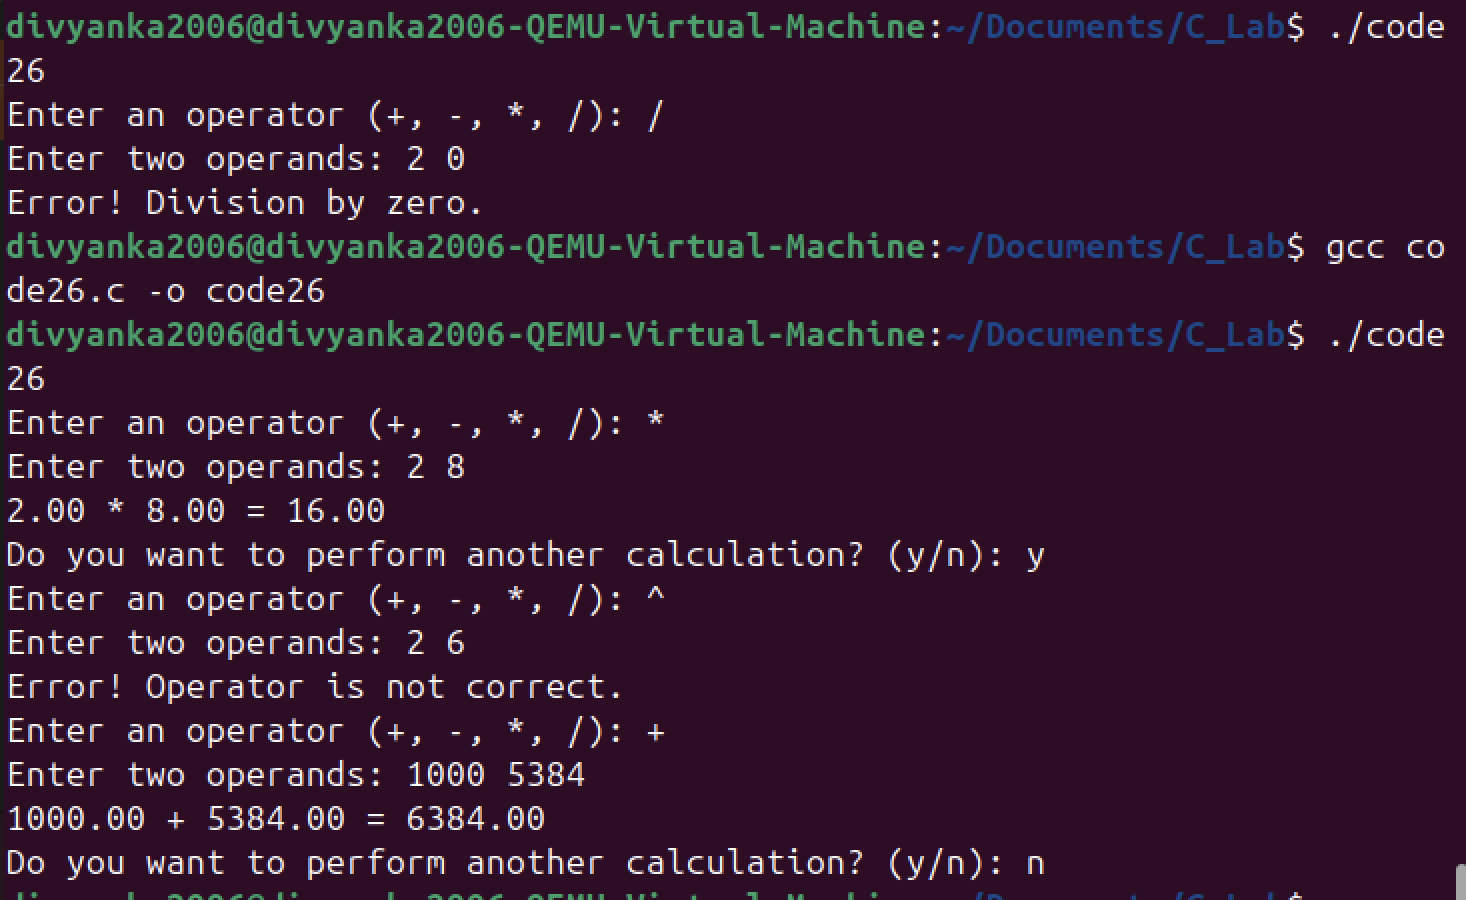 divyanka2006@divyanka2006-QEMU-Virtual-Machine:~/Documents/C_Lab$ ./code
26
Enter an operator (+, -, *, /): /
Enter two operands: 2 0
Error! Division by zero.
divyanka2006@divyanka2006-QEMU-Virtual-Machine:~/Documents/C_Lab$ gcc co
de26.c -o code26
divyanka2006@divyanka2006-QEMU-Virtual-Machine:~/Documents/C_Lab$ ./code
26
Enter an operator (+, -, *, /): *
Enter two operands: 2 8
2.00 * 8.00 = 16.00
Do you want to perform another calculation? (y/n): y
Enter an operator (+, -, *, /): ^
Enter two operands: 2 6
Error! Operator is not correct.
Enter an operator (+, -, *, /): +
Enter two operands: 1000 5384
1000.00 + 5384.00 = 6384.00
Do you want to perform another calculation? (y/n): n